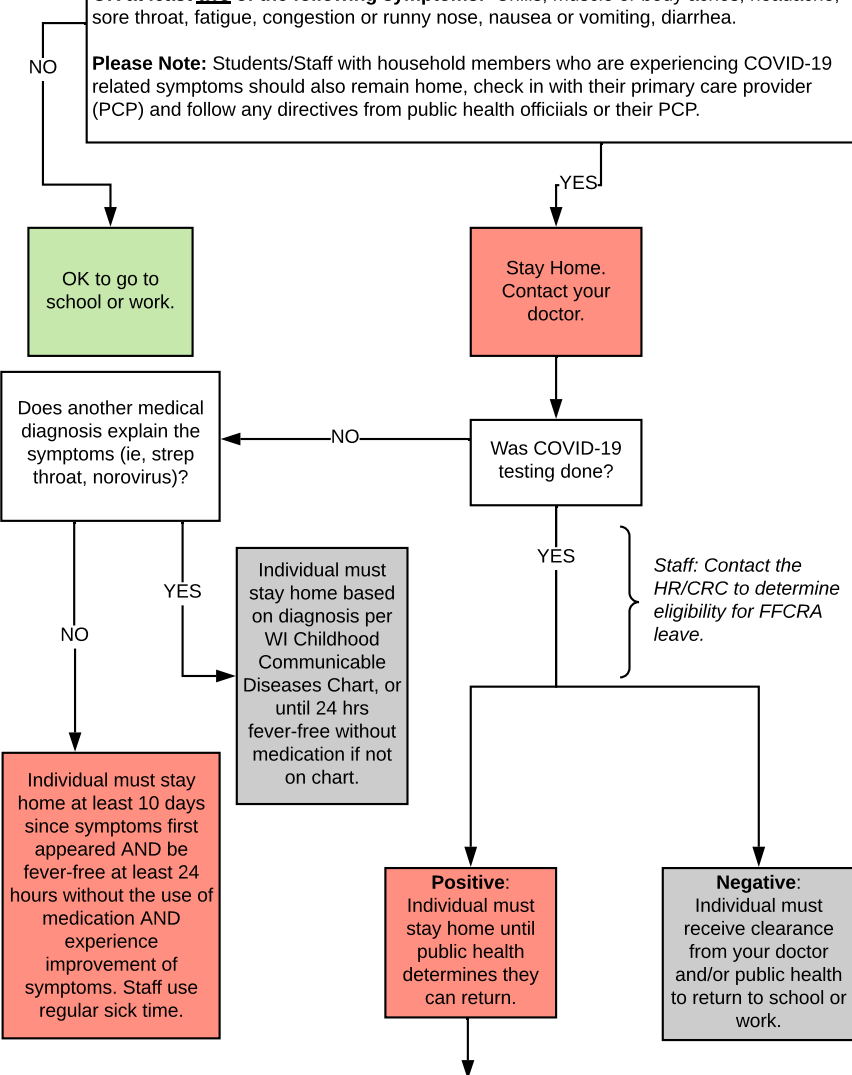 sore throat, fatigue, congestion or runny nose, nausea or vomiting, diarrhea.
Please Note: Students/Staff with household members who are experiencing COVID-19
related symptoms should also remain home, check in with their primary care provider
(PCP) and follow any directives from public health officiials or their PCP.
NO
YES
OK to go to
school or work.
Stay Home.
Contact your
doctor.
Does another medical
diagnosis explain the
symptoms (ie, strep
throat, norovirus)?
NO
Was COVID-19
testing done?
YES
Staff: Contact the
HR/CRC to determine
eligibility for FFCRA
leave.
NO
YES
Individual must
stay home based
on diagnosis per
WI Childhood
Communicable
Diseases Chart, or
until 24 hrs
fever-free without
medication if not
on chart.
Individual must stay
home at least 10 days
since symptoms first
appeared AND be
fever-free at least 24
hours without the use of
medication AND
experience
improvement of
symptoms. Staff use
regular sick time.
Positive:
Individual must
stay home until
public health
determines they
can return.
Negative:
Individual must
receive clearance
from your doctor
and/or public health
to return to school or
work.